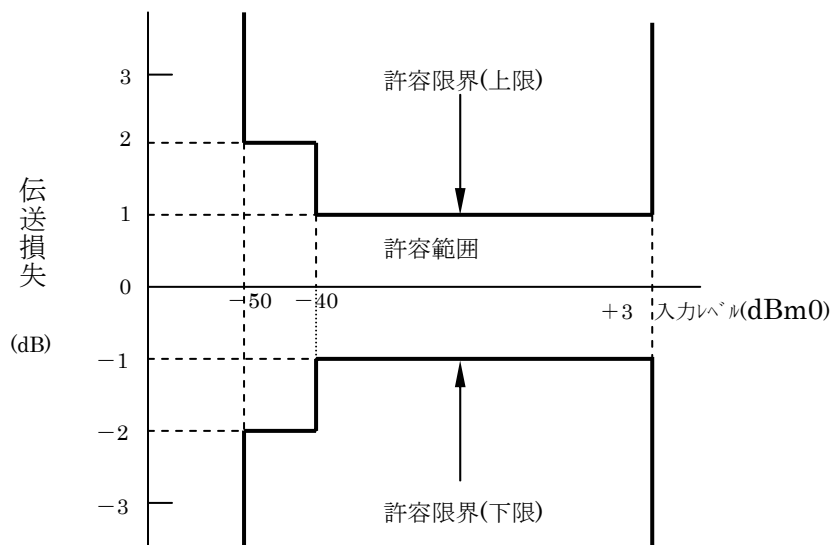 3
許容限界(上限)
2
1
伝送損失
(dB)
許容範囲
0
－50
－40
＋3
入力ﾚﾍﾞﾙ(dBm0)
－1
－2
－3
許容限界(下限)